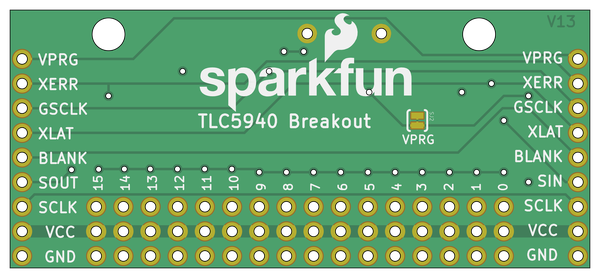 V13
sparkfun
TLC5940 Breakout
VPRG
VPRG VPRG
XERR XERR
GSCLK GSCLK
XLAT XLAT
BLANK BLANK
SOUT 15 14 13 12 11 10 9 8 7 6 5 4 3 2 1 0 SIN
SCLK SCLK
VCC VCC
GND GND